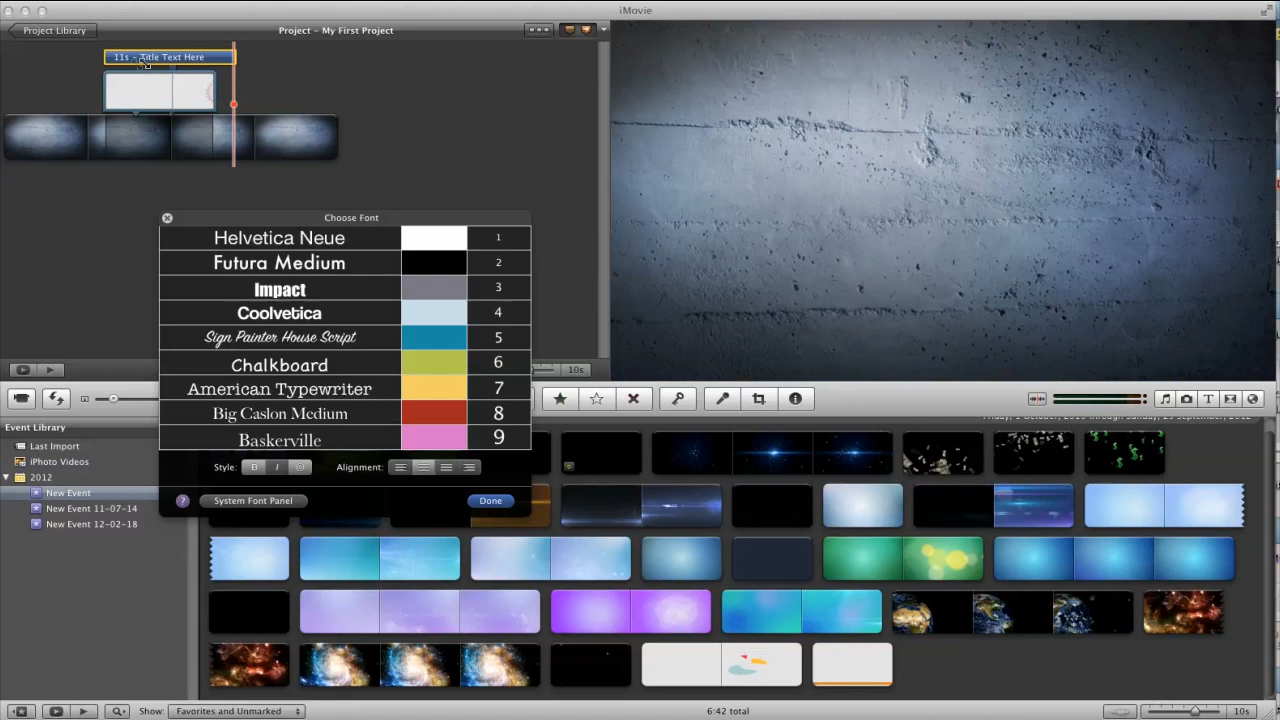 iMovie
Project Library
Project - My First Project
11s - Title Text Here
Choose Font
Helvetica Neue 1
Futura Medium 2
Impact 3
Coolvetica 4
Sign Painter House Script 5
Chalkboard 6
American Typewriter 7
Big Caslon Medium 8
Baskerville 9
Style: B I O Alignment:
? System Font Panel Done
10s
Event Library
Last Import
iPhoto Videos
2012
New Event
New Event 11-07-14
New Event 12-02-18
Show: Favorites and Unmarked 6:42 total 10s